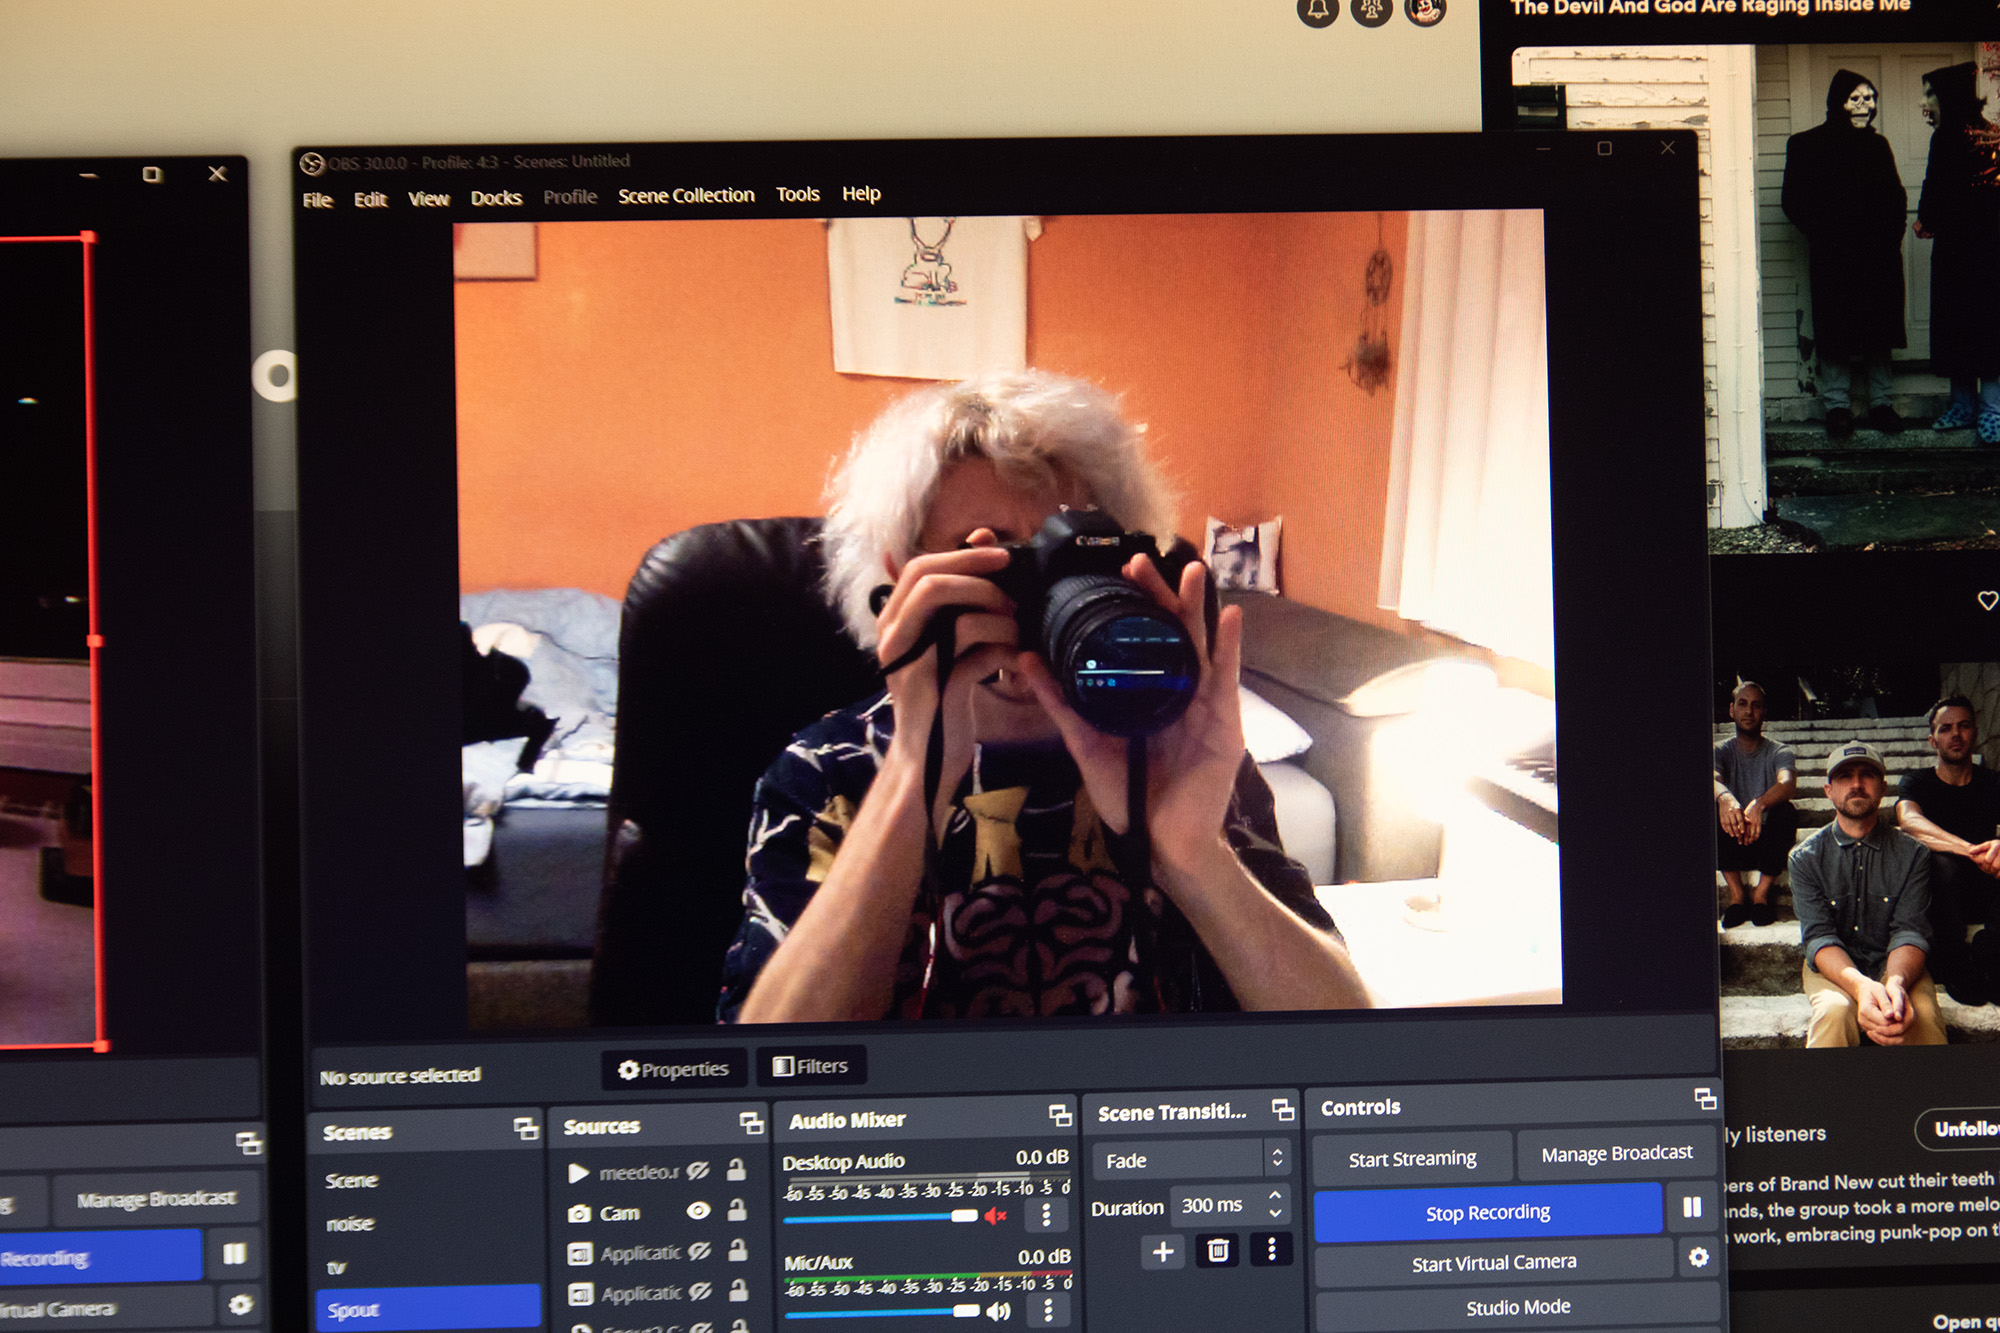 The Devil And God Are Raging Inside Me
OBS 30.0.0 - Profile: 4:3 - Scenes: Untitled
File Edit View Docks Profile Scene Collection Tools Help
Canon
No source selected
Properties
Filters
Scenes
Scene
noise
tv
Spout
Sources
meedeo.r
Cam
Applicatic
Applicatic
Audio Mixer
Desktop Audio 0.0 dB
-60 -55 -50 -45 -40 -35 -30 -25 -20 -15 -10 -5 0
Mic/Aux 0.0 dB
-60 -55 -50 -45 -40 -35 -30 -25 -20 -15 -10 -5 0
Scene Transiti...
Fade
Duration 300 ms
Controls
Start Streaming
Manage Broadcast
Stop Recording
Start Virtual Camera
Studio Mode
Manage Broadcast
Recording
rtual Camera
ly listeners
Unfollow
ers of Brand New cut their teeth
nds, the group took a more melo
work, embracing punk-pop on t
Open qu